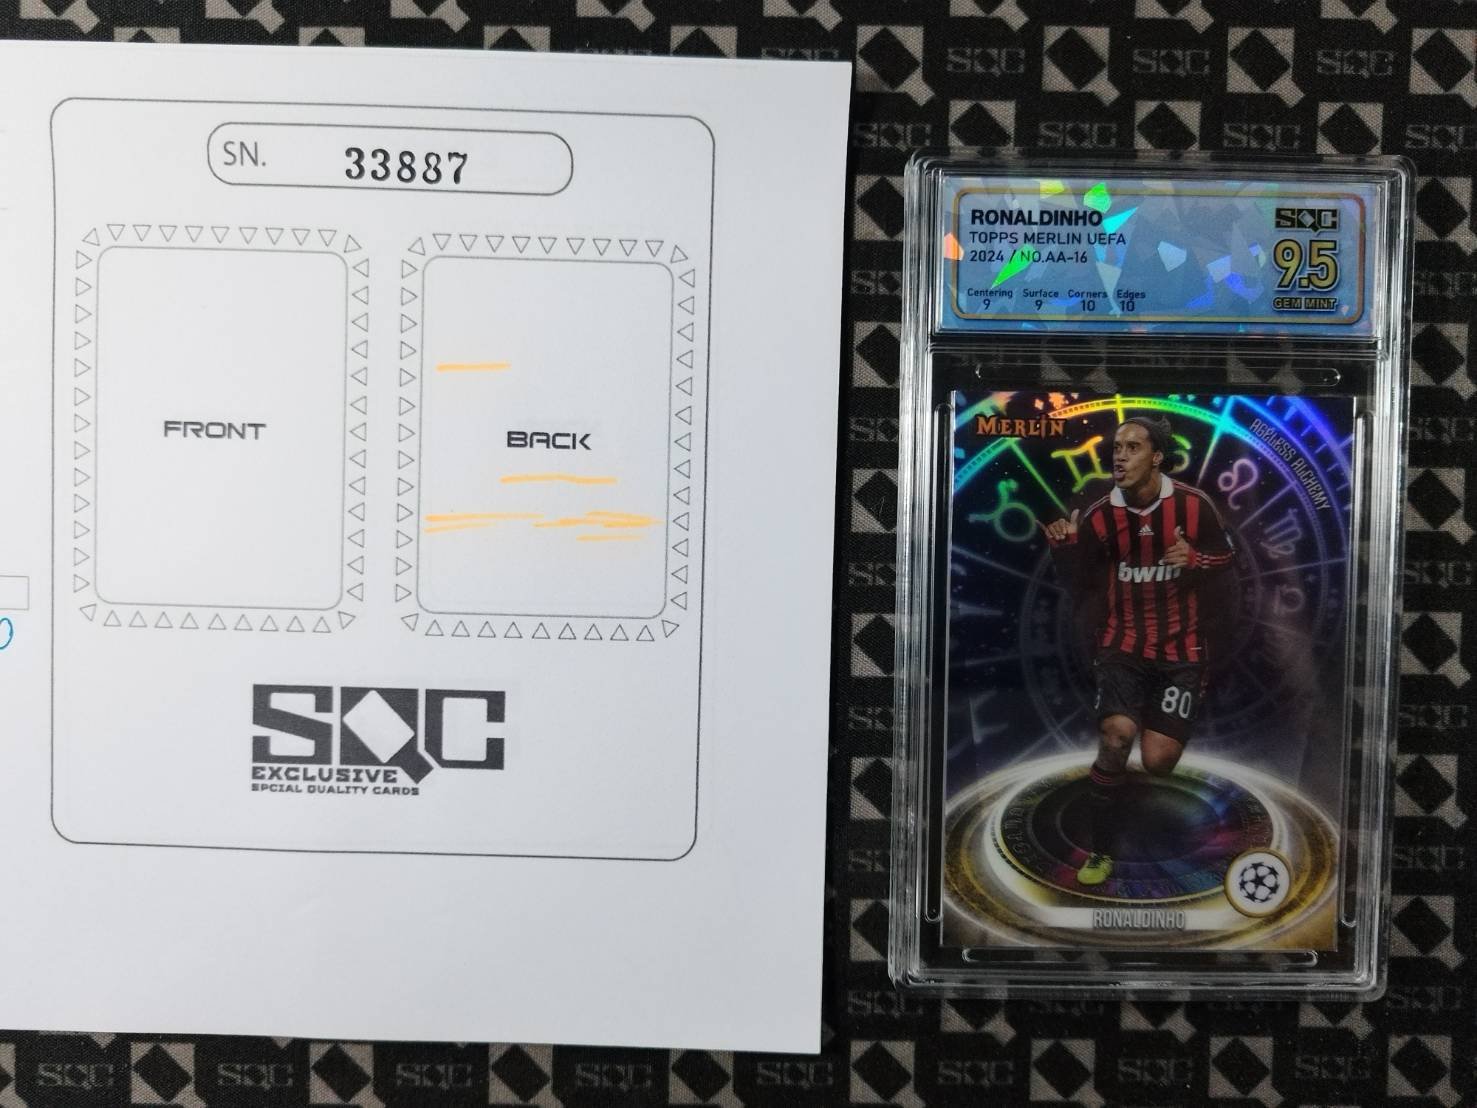 SN. 33887
FRONT
BACK
SQC
EXCLUSIVE
SPCIAL QUALITY CARDS
RONALDINHO
TOPPS MERLIN UEFA
2024 / NO.AA-16
SQC
9.5
GEM MINT
Centering Surface Corners Edges
9 9 10 10
MERLIN
AGELESS ALCHEMY
bwin
80
RONALDINHO